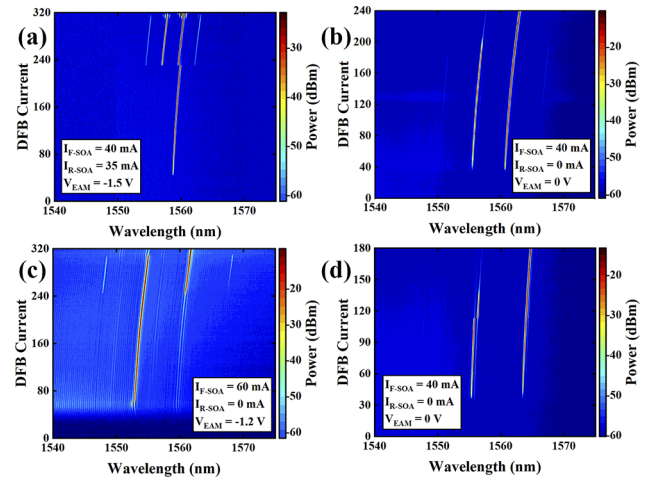 (a)
320
240
160
80
0
DFB Current
I_F-SOA = 40 mA
I_R-SOA = 35 mA
V_EAM = -1.5 V
1540 1550 1560 1570
Wavelength (nm)
-30
-40
-50
-60
Power (dBm)
(b)
240
200
160
120
80
40
0
DFB Current
I_F-SOA = 40 mA
I_R-SOA = 0 mA
V_EAM = 0 V
1540 1550 1560 1570
Wavelength (nm)
-20
-30
-40
-50
-60
Power (dBm)
(c)
320
240
160
80
0
DFB Current
I_F-SOA = 60 mA
I_R-SOA = 0 mA
V_EAM = -1.2 V
1540 1550 1560 1570
Wavelength (nm)
-20
-30
-40
-50
-60
Power (dBm)
(d)
180
150
120
90
60
30
0
DFB Current
I_F-SOA = 40 mA
I_R-SOA = 0 mA
V_EAM = 0 V
1540 1550 1560 1570
Wavelength (nm)
-20
-30
-40
-50
-60
Power (dBm)